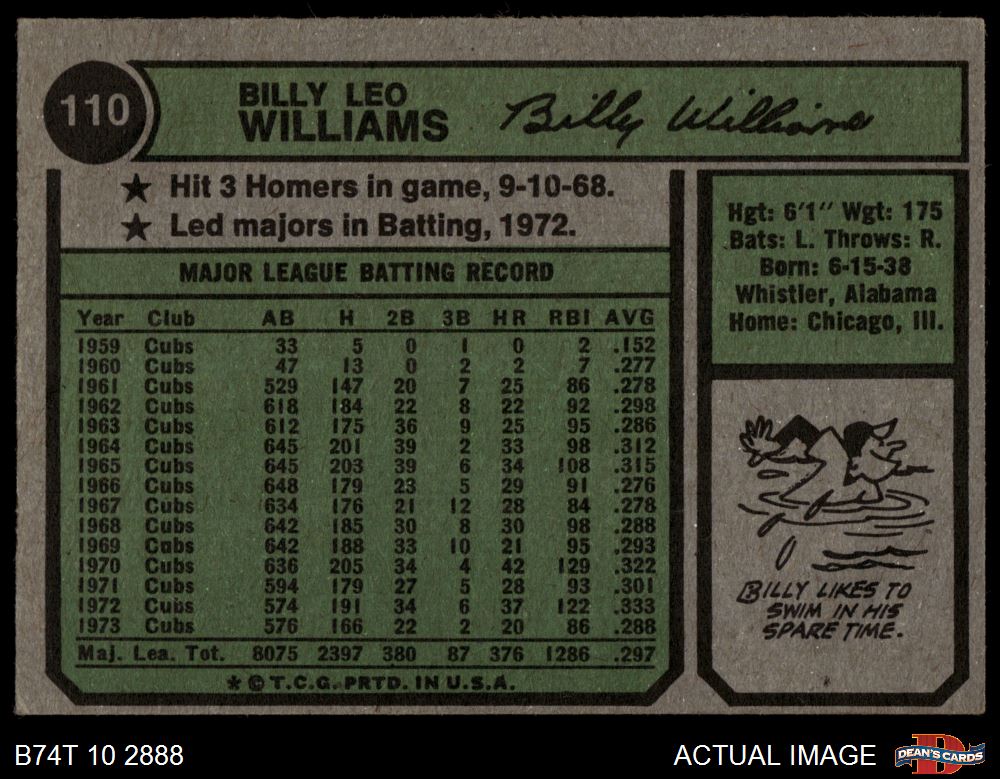 110
BILLY LEO
WILLIAMS
Billy Williams
★ Hit 3 Homers in game, 9-10-68.
★ Led majors in Batting, 1972.
MAJOR LEAGUE BATTING RECORD
Year Club AB H 2B 3B HR RBI AVG
1959 Cubs 33 5 0 1 0 2 .152
1960 Cubs 47 13 0 2 2 7 .277
1961 Cubs 529 147 20 7 25 86 .278
1962 Cubs 618 184 22 8 22 92 .298
1963 Cubs 612 175 36 9 25 95 .286
1964 Cubs 645 201 39 2 33 98 .312
1965 Cubs 645 203 39 6 34 108 .315
1966 Cubs 648 179 23 5 29 91 .276
1967 Cubs 634 176 21 12 28 84 .278
1968 Cubs 642 185 30 8 30 98 .288
1969 Cubs 642 188 33 10 21 95 .293
1970 Cubs 636 205 34 4 42 129 .322
1971 Cubs 594 179 27 5 28 93 .301
1972 Cubs 574 191 34 6 37 122 .333
1973 Cubs 576 166 22 2 20 86 .288
Maj. Lea. Tot. 8075 2397 380 87 376 1286 .297
* © T.C.G. PRTD. IN U.S.A.
Hgt: 6'1" Wgt: 175
Bats: L. Throws: R.
Born: 6-15-38
Whistler, Alabama
Home: Chicago, Ill.
BILLY LIKES TO
SWIM IN HIS
SPARE TIME.
B74T 10 2888
ACTUAL IMAGE
D
DEAN'S CARDS